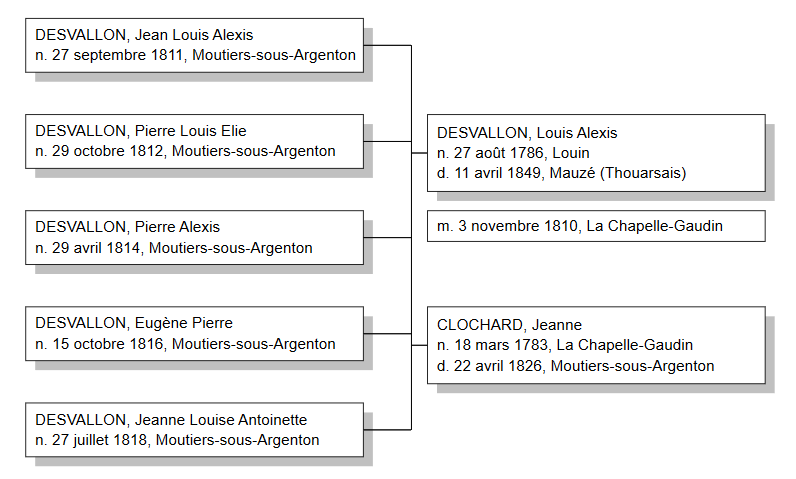 DESVALLON, Jean Louis Alexis
n. 27 septembre 1811, Moutiers-sous-Argenton
DESVALLON, Pierre Louis Elie
n. 29 octobre 1812, Moutiers-sous-Argenton
DESVALLON, Pierre Alexis
n. 29 avril 1814, Moutiers-sous-Argenton
DESVALLON, Eugène Pierre
n. 15 octobre 1816, Moutiers-sous-Argenton
DESVALLON, Jeanne Louise Antoinette
n. 27 juillet 1818, Moutiers-sous-Argenton
DESVALLON, Louis Alexis
n. 27 août 1786, Louin
d. 11 avril 1849, Mauzé (Thouarsais)
m. 3 novembre 1810, La Chapelle-Gaudin
CLOCHARD, Jeanne
n. 18 mars 1783, La Chapelle-Gaudin
d. 22 avril 1826, Moutiers-sous-Argenton